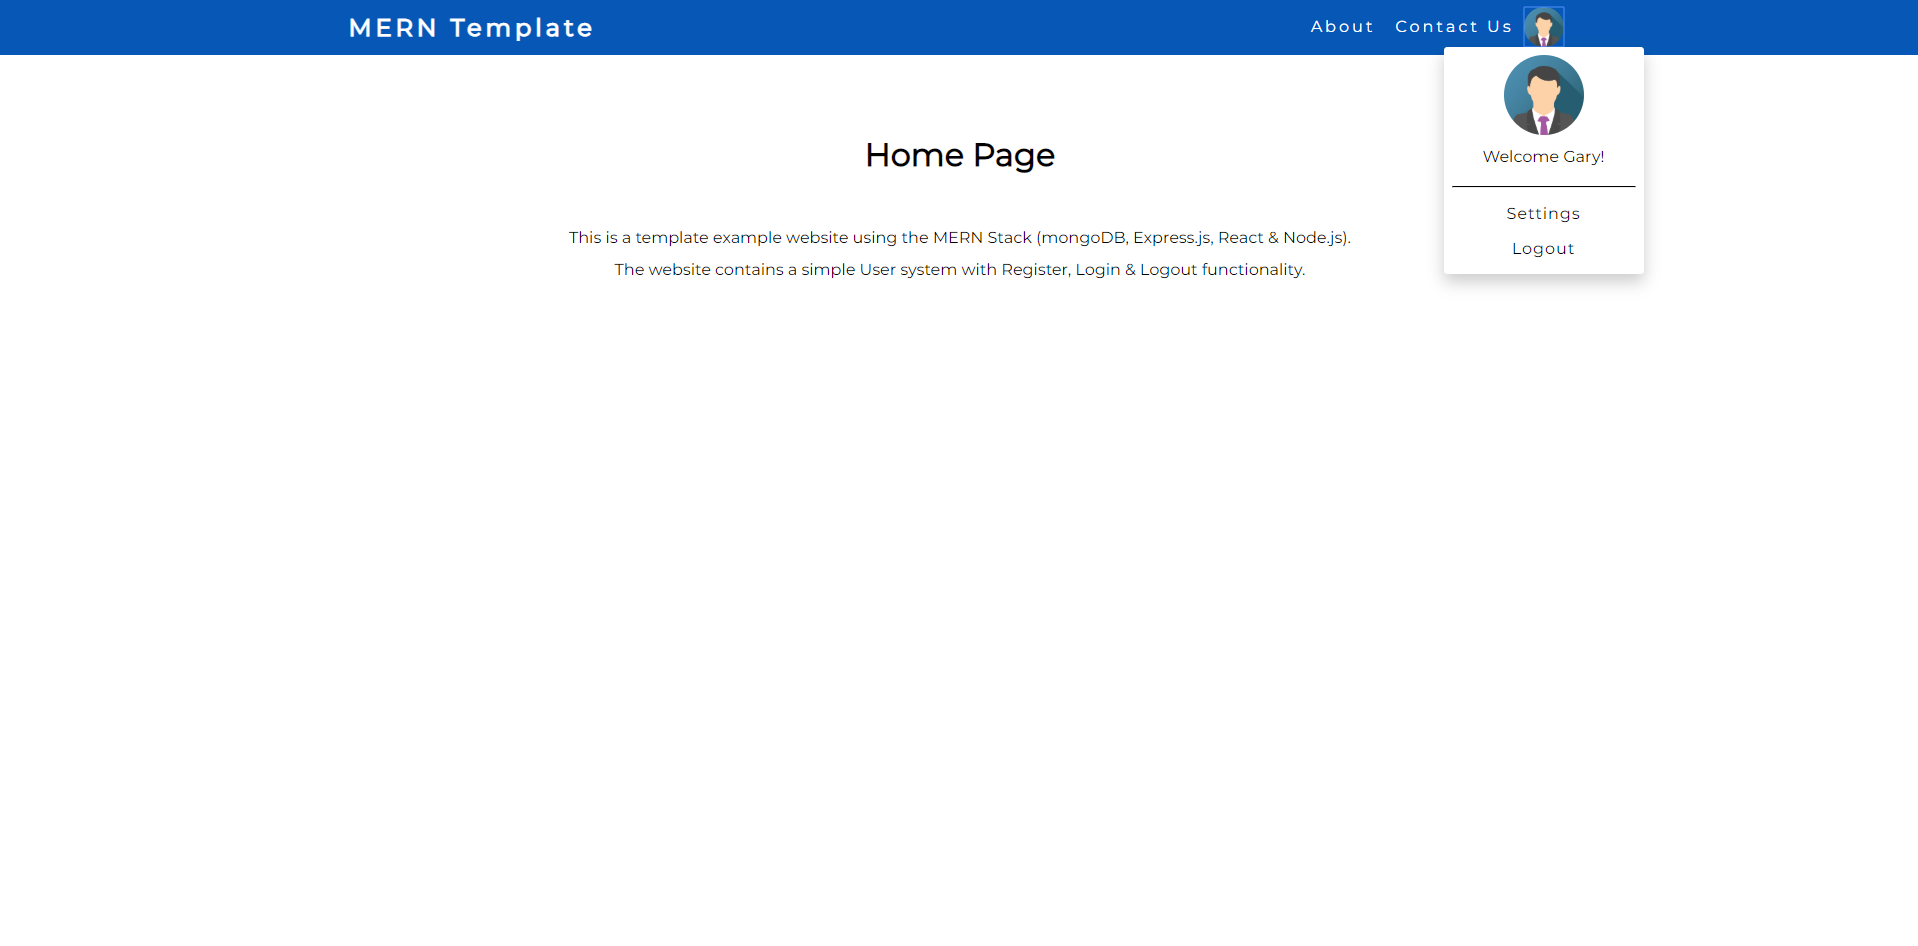 MERN Template
About
Contact Us
Welcome Gary!
Settings
Logout
Home Page
This is a template example website using the MERN Stack (mongoDB, Express.js, React & Node.js).
The website contains a simple User system with Register, Login & Logout functionality.